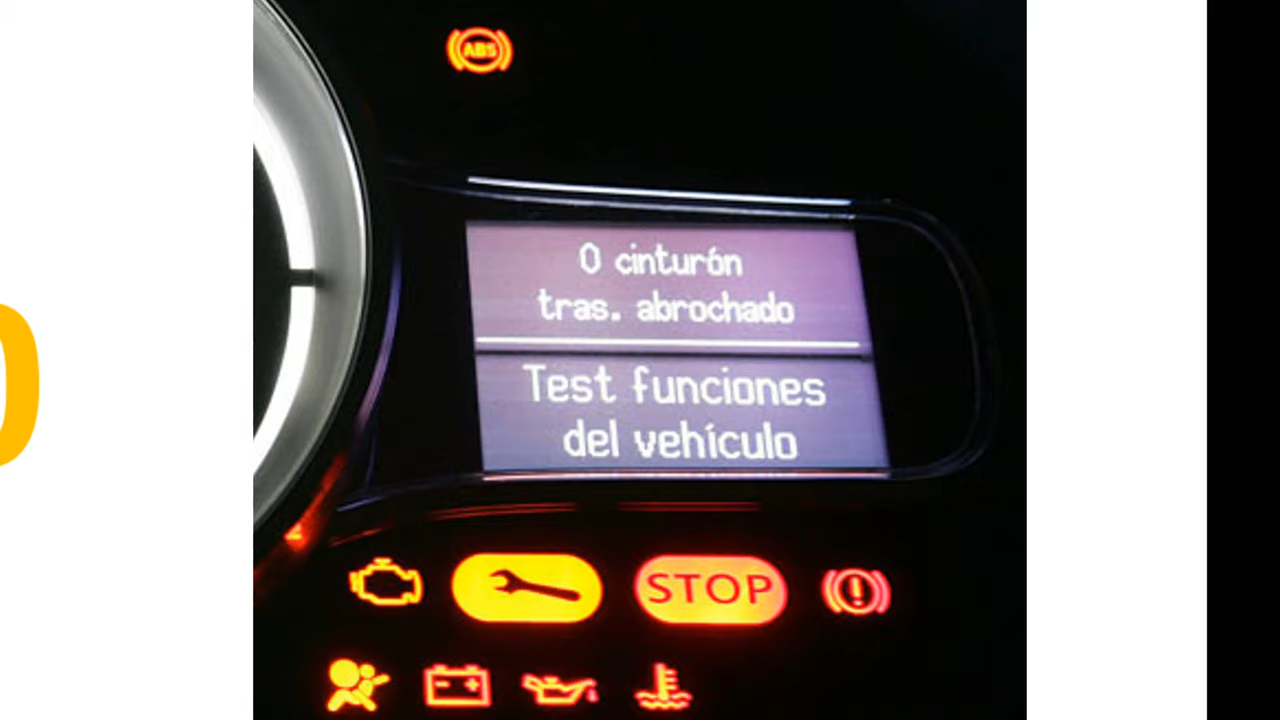 ABS
0 cinturón
tras. abrochado
Test funciones
del vehículo
STOP